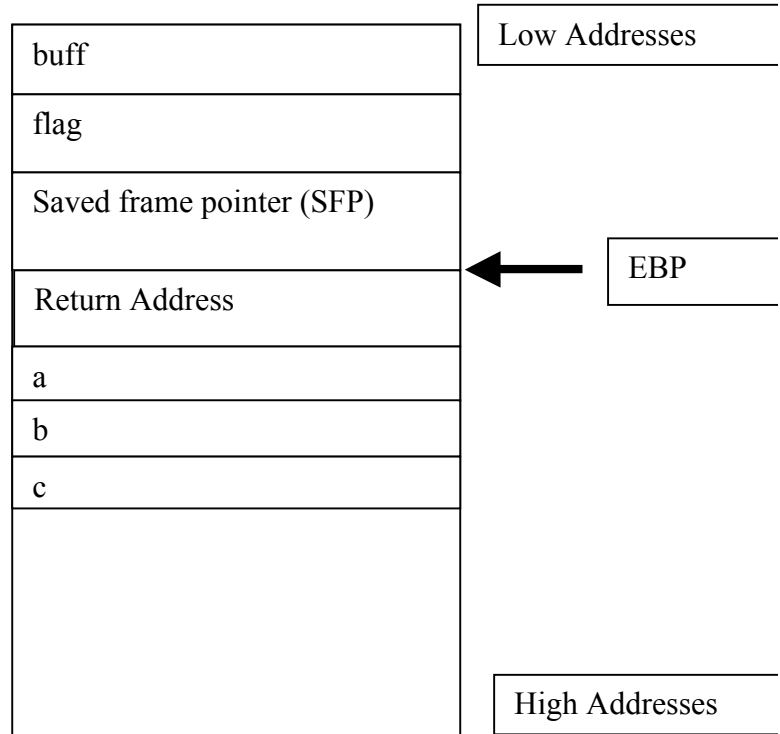 Low Addresses
buff
flag
Saved frame pointer (SFP)
EBP
Return Address
a
b
c
High Addresses